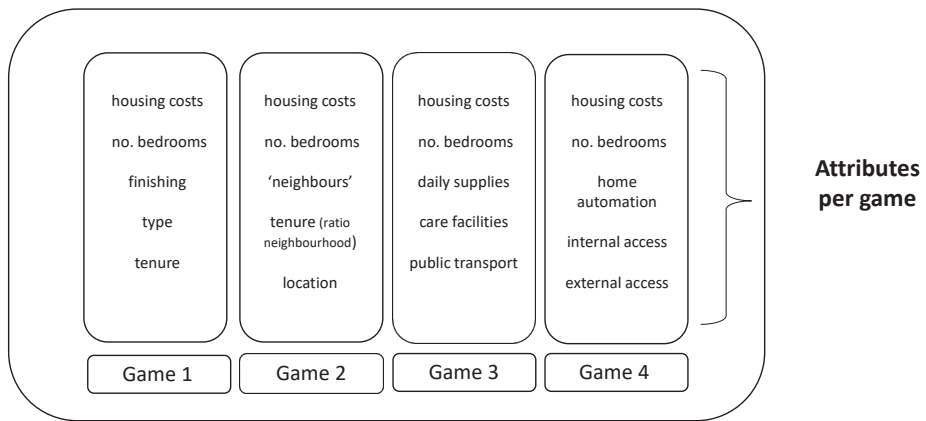 housing costs
no. bedrooms
finishing
type
tenure
housing costs
no. bedrooms
‘neighbours’
tenure (ratio
neighbourhood)
location
housing costs
no. bedrooms
daily supplies
care facilities
public transport
housing costs
no. bedrooms
home
automation
internal access
external access
Attributes
per game
Game 1
Game 2
Game 3
Game 4